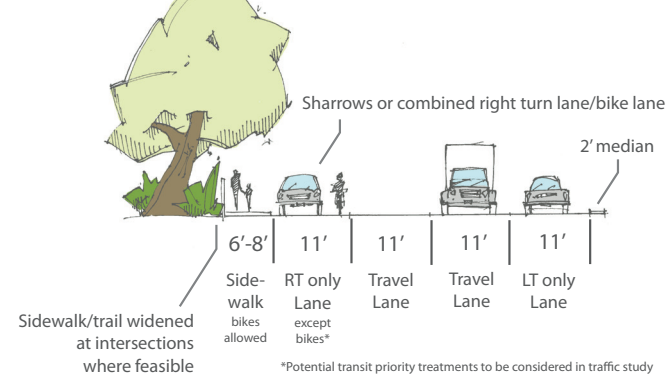 Sharrows or combined right turn lane/bike lane
2’ median
6’-8’
11’
11’
11’
11’
Side-
walk
bikes
allowed
RT only
Lane
except
bikes*
Travel
Lane
Travel
Lane
LT only
Lane
Sidewalk/trail widened
at intersections
where feasible
*Potential transit priority treatments to be considered in traffic study